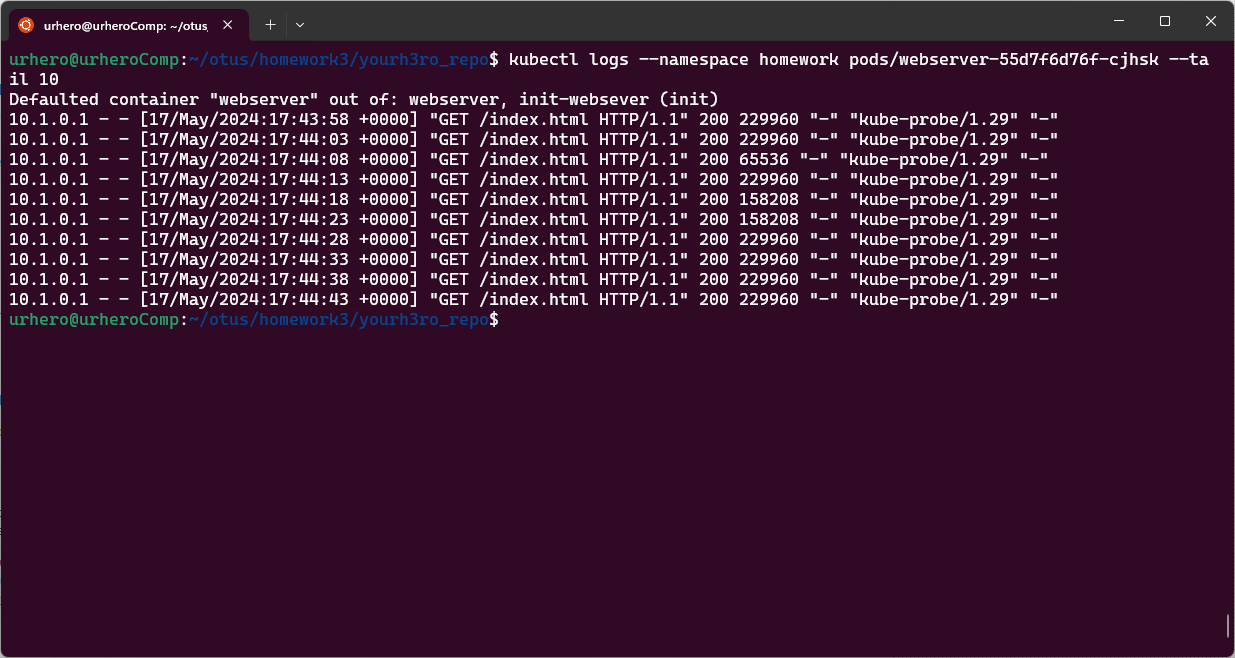 urhero@urheroComp: ~/otus,
urhero@urheroComp:~/otus/homework3/yourh3ro_repo$ kubectl logs --namespace homework pods/webserver-55d7f6d76f-cjhsk --ta
il 10
Defaulted container "webserver" out of: webserver, init-websever (init)
10.1.0.1 - - [17/May/2024:17:43:58 +0000] "GET /index.html HTTP/1.1" 200 229960 "-" "kube-probe/1.29" "-"
10.1.0.1 - - [17/May/2024:17:44:03 +0000] "GET /index.html HTTP/1.1" 200 229960 "-" "kube-probe/1.29" "-"
10.1.0.1 - - [17/May/2024:17:44:08 +0000] "GET /index.html HTTP/1.1" 200 65536 "-" "kube-probe/1.29" "-"
10.1.0.1 - - [17/May/2024:17:44:13 +0000] "GET /index.html HTTP/1.1" 200 229960 "-" "kube-probe/1.29" "-"
10.1.0.1 - - [17/May/2024:17:44:18 +0000] "GET /index.html HTTP/1.1" 200 158208 "-" "kube-probe/1.29" "-"
10.1.0.1 - - [17/May/2024:17:44:23 +0000] "GET /index.html HTTP/1.1" 200 158208 "-" "kube-probe/1.29" "-"
10.1.0.1 - - [17/May/2024:17:44:28 +0000] "GET /index.html HTTP/1.1" 200 229960 "-" "kube-probe/1.29" "-"
10.1.0.1 - - [17/May/2024:17:44:33 +0000] "GET /index.html HTTP/1.1" 200 229960 "-" "kube-probe/1.29" "-"
10.1.0.1 - - [17/May/2024:17:44:38 +0000] "GET /index.html HTTP/1.1" 200 229960 "-" "kube-probe/1.29" "-"
10.1.0.1 - - [17/May/2024:17:44:43 +0000] "GET /index.html HTTP/1.1" 200 229960 "-" "kube-probe/1.29" "-"
urhero@urheroComp:~/otus/homework3/yourh3ro_repo$